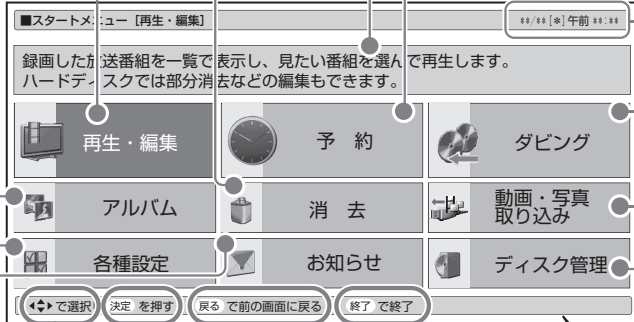 ■スタートメニュー［再生・編集］
**/** [*] 午前 **:**
録画した放送番組を一覧で表示し、見たい番組を選んで再生します。
ハードディスクでは部分消去などの編集もできます。
再生・編集
予 約
ダビング
アルバム
消 去
動画・写真
取り込み
各種設定
お知らせ
ディスク管理
で選択 決定 を押す 戻る で前の画面に戻る 終了 で終了